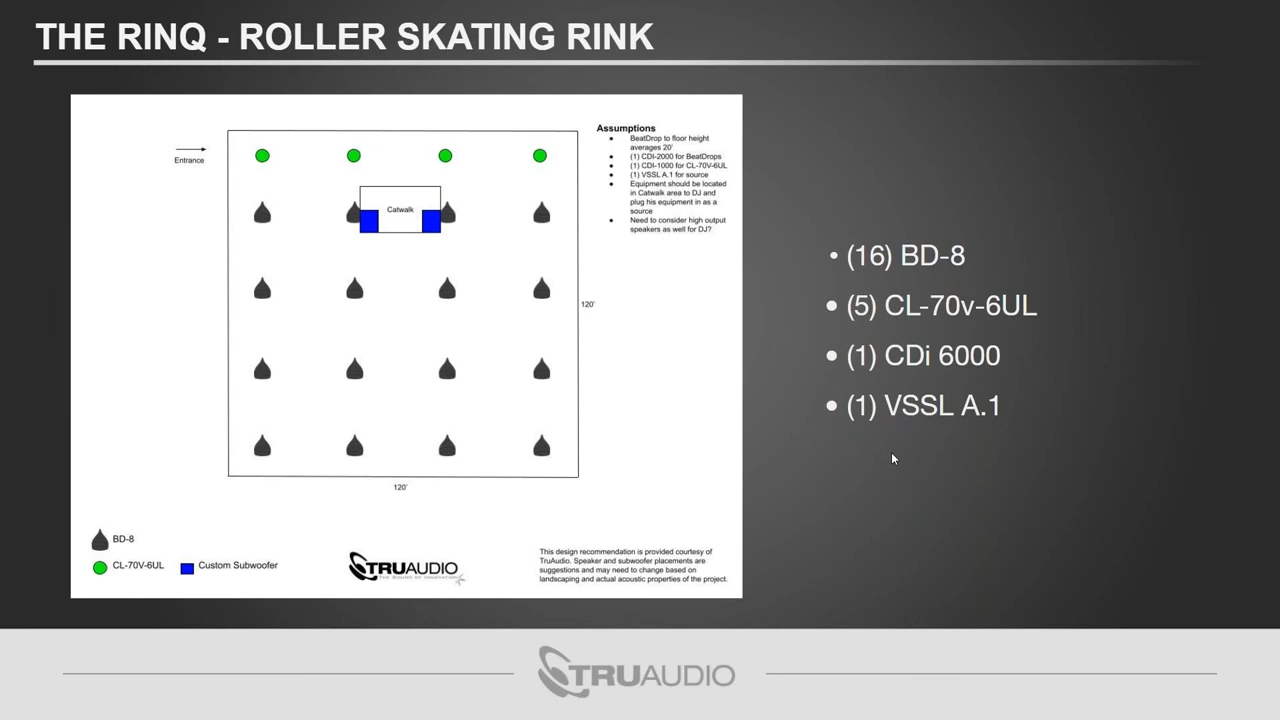 THE RINQ - ROLLER SKATING RINK
Assumptions
• BeatDrop to floor height
averages 20'
• (1) CDI-2000 for BeatDrops
• (1) CDI-1000 for CL-70V-6UL
• (1) VSSL A.1 for source
• Equipment should be located
in Catwalk area to DJ and
plug his equipment in as a
source
• Need to consider high output
speakers as well for DJ?
Entrance
Catwalk
120'
120'
BD-8
CL-70V-6UL
Custom Subwoofer
TRUAUDIO
THE SOUND OF INNOVATION
This design recommendation is provided courtesy of
TruAudio. Speaker and subwoofer placements are
suggestions and may need to change based on
landscaping and actual acoustic properties of the project.
• (16) BD-8
• (5) CL-70v-6UL
• (1) CDi 6000
• (1) VSSL A.1
TRUAUDIO